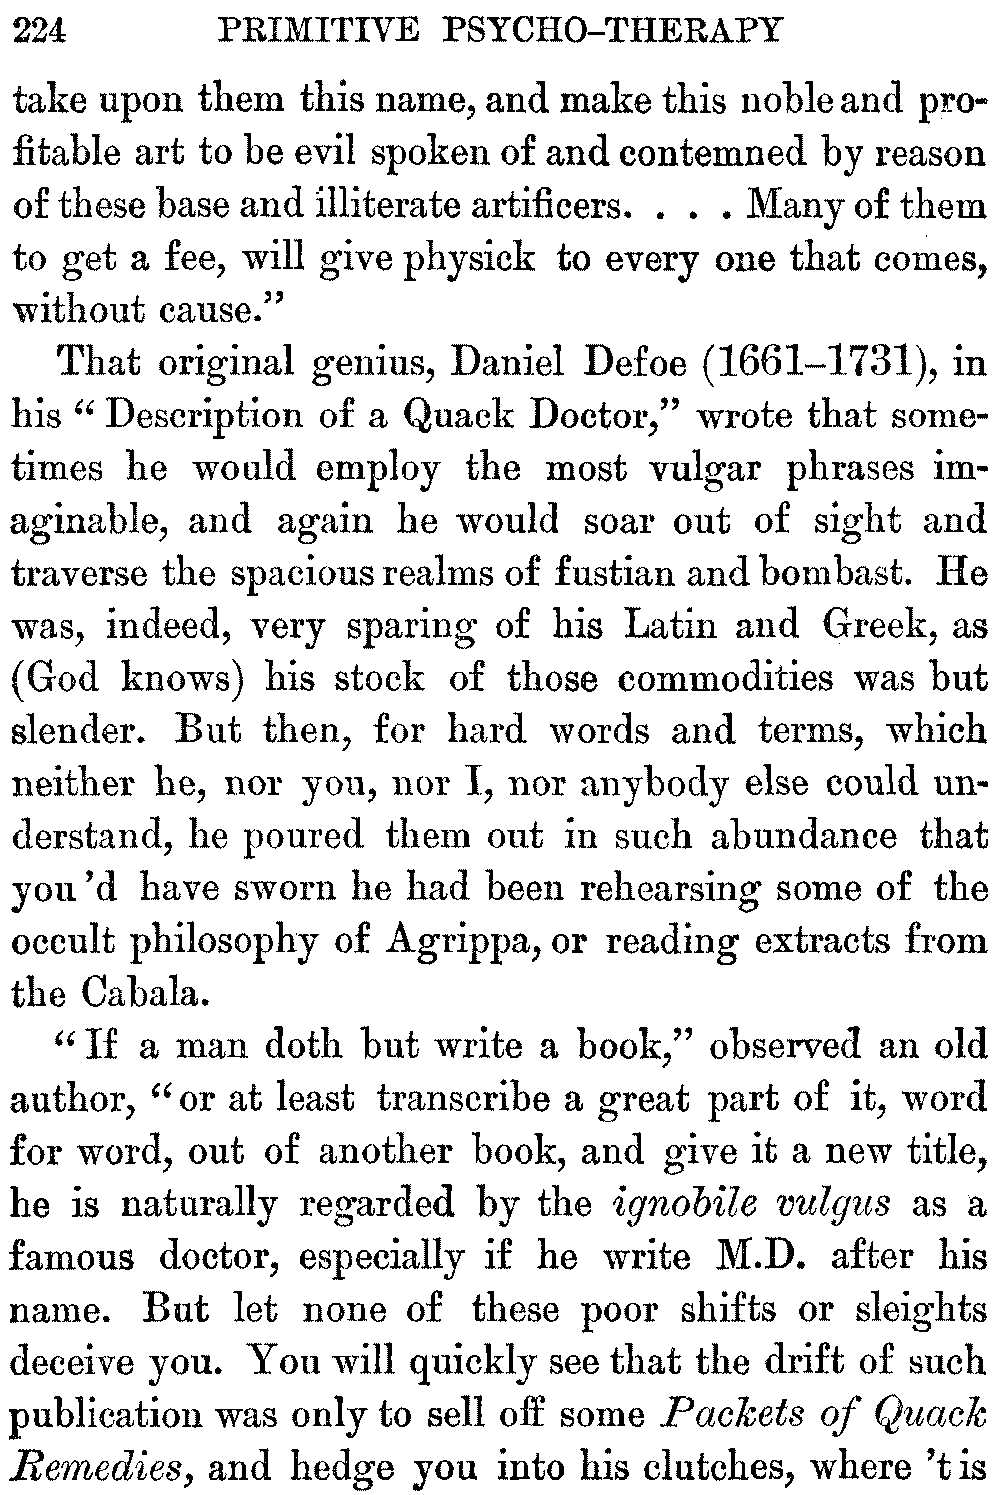 224 PRIMITIVE PSYCHO-THERAPY
take upon them this name, and make this noble and pro-
fitable art to be evil spoken of and contemned by reason
of these base and illiterate artificers. . . . Many of them
to get a fee, will give physick to every one that comes,
without cause.”
That original genius, Daniel Defoe (1661–1731), in
his “ Description of a Quack Doctor,” wrote that some-
times he would employ the most vulgar phrases im-
aginable, and again he would soar out of sight and
traverse the spacious realms of fustian and bombast. He
was, indeed, very sparing of his Latin and Greek, as
(God knows) his stock of those commodities was but
slender. But then, for hard words and terms, which
neither he, nor you, nor I, nor anybody else could un-
derstand, he poured them out in such abundance that
you 'd have sworn he had been rehearsing some of the
occult philosophy of Agrippa, or reading extracts from
the Cabala.
“ If a man doth but write a book,” observed an old
author, “ or at least transcribe a great part of it, word
for word, out of another book, and give it a new title,
he is naturally regarded by the ignobile vulgus as a
famous doctor, especially if he write M.D. after his
name. But let none of these poor shifts or sleights
deceive you. You will quickly see that the drift of such
publication was only to sell off some Packets of Quack
Remedies, and hedge you into his clutches, where 't is